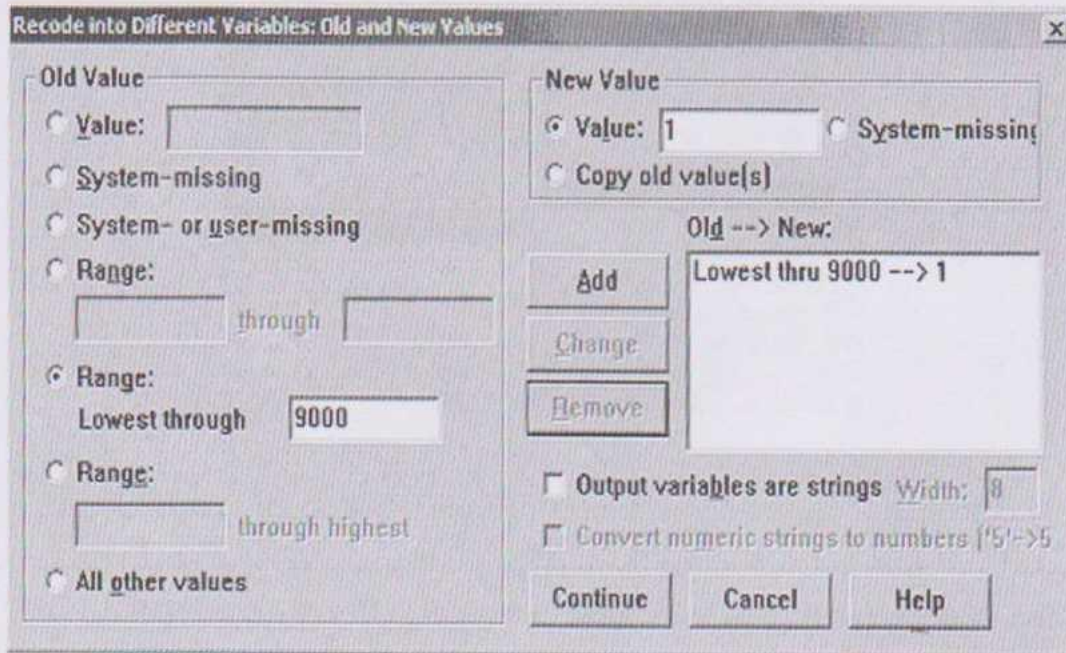 Recode into Different Variables: Old and New Values
Old Value
Value:
System-missing
System- or user-missing
Range:
through
Range:
Lowest through 9000
Range:
through highest
All other values
New Value
Value: 1 System-missing
Copy old value(s)
Old --> New:
Add
Change
Remove
Lowest thru 9000 --> 1
Output variables are strings Width: 8
Convert numeric strings to numbers ('5'->5
Continue Cancel Help